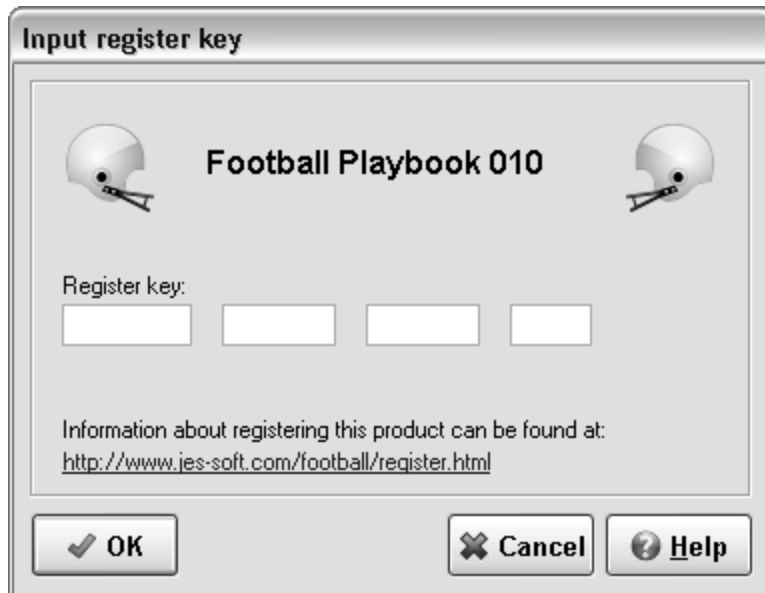 Input register key
Football Playbook 010
Register key:
Information about registering this product can be found at:
http://www.jes-soft.com/football/register.html
OK
Cancel
Help